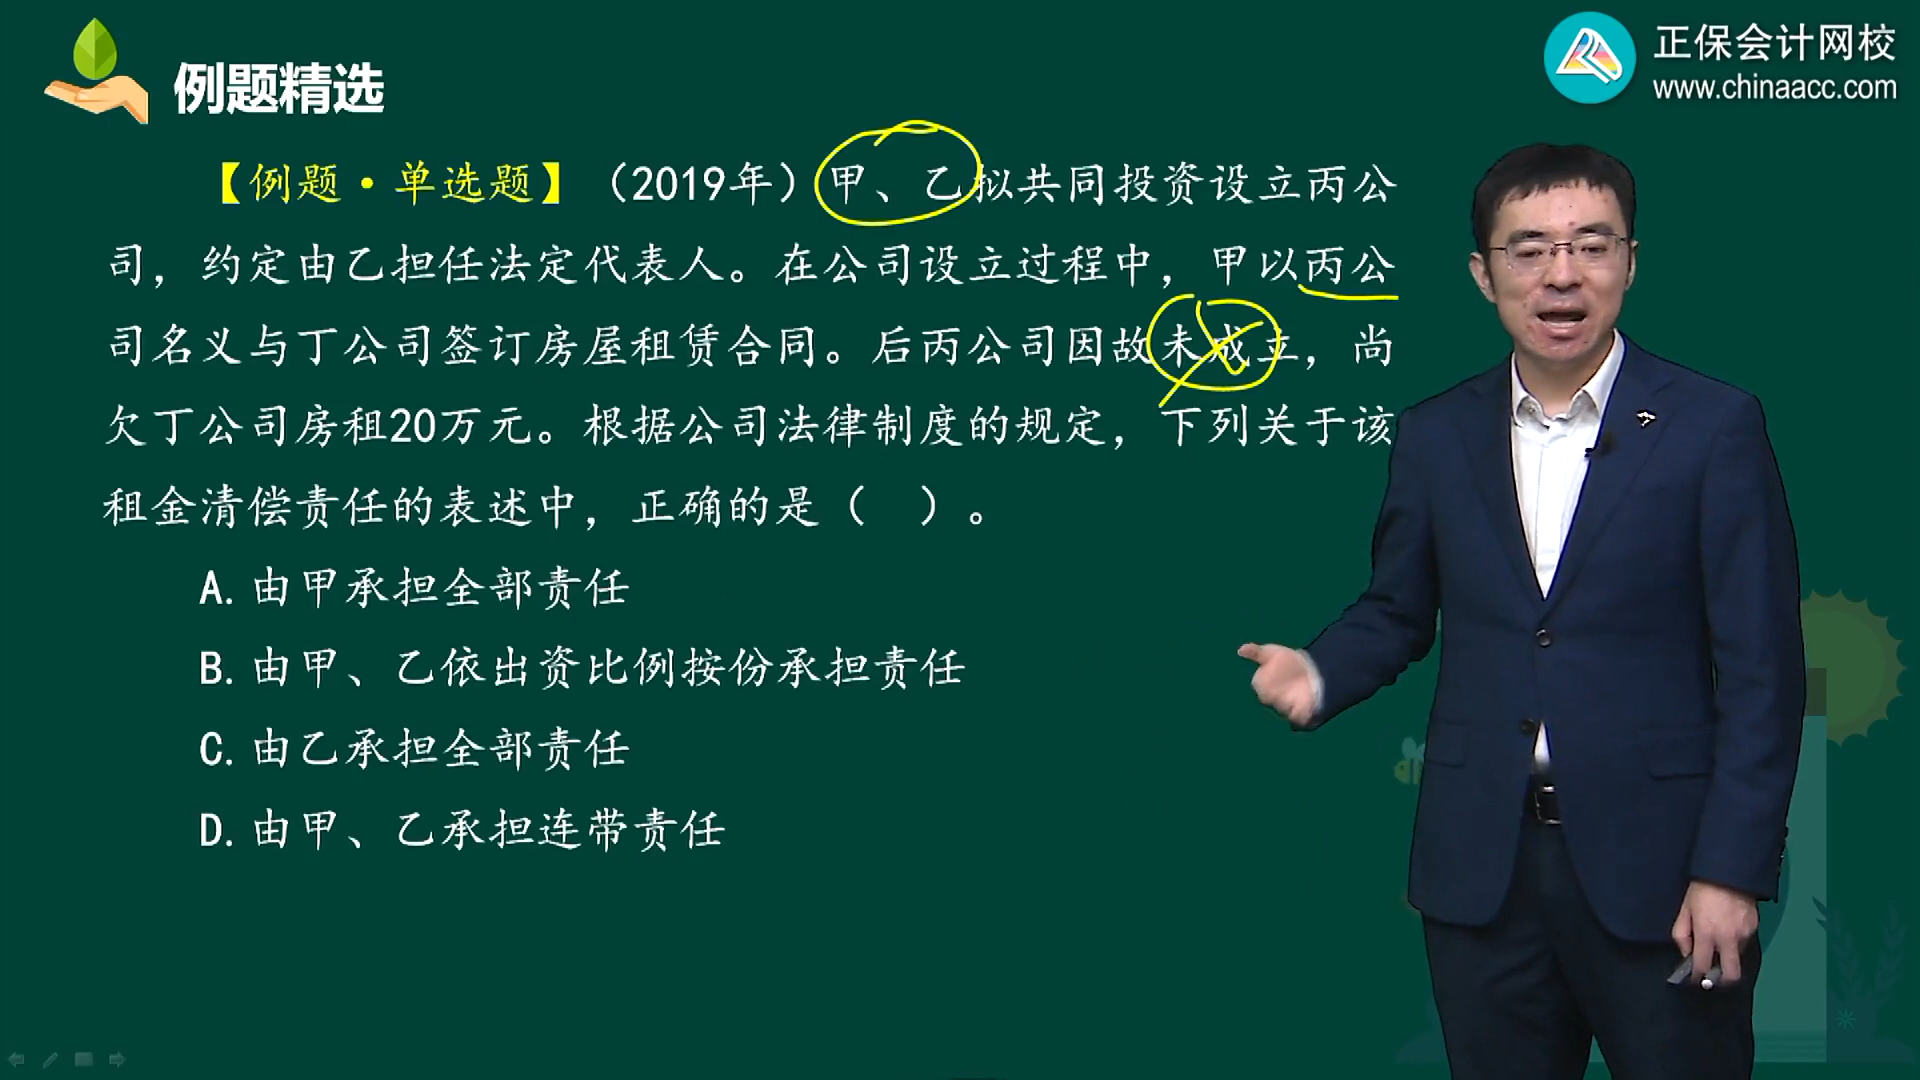 例题精选
正保会计网校
www.chinaacc.com
【例题·单选题】(2019年)甲、乙拟共同投资设立丙公
司，约定由乙担任法定代表人。在公司设立过程中，甲以丙公
司名义与丁公司签订房屋租赁合同。后丙公司因故未成立，尚
欠丁公司房租20万元。根据公司法律制度的规定，下列关于该
租金清偿责任的表述中，正确的是（ ）。
A.由甲承担全部责任
B.由甲、乙依出资比例按份承担责任
C.由乙承担全部责任
D.由甲、乙承担连带责任